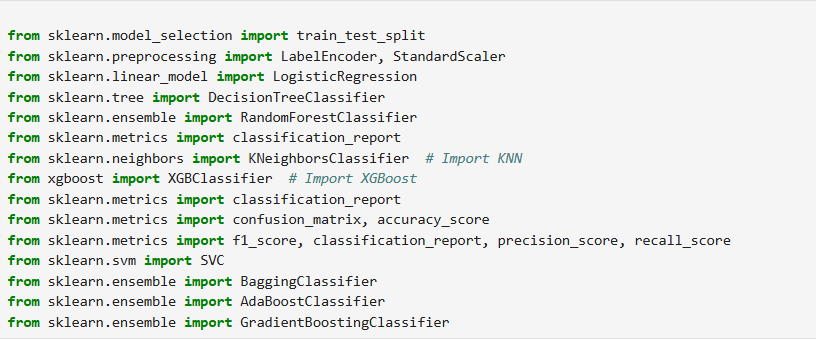 from sklearn.model_selection import train_test_split
from sklearn.preprocessing import LabelEncoder, StandardScaler
from sklearn.linear_model import LogisticRegression
from sklearn.tree import DecisionTreeClassifier
from sklearn.ensemble import RandomForestClassifier
from sklearn.metrics import classification_report
from sklearn.neighbors import KNeighborsClassifier  # Import KNN
from xgboost import XGBClassifier  # Import XGBoost
from sklearn.metrics import classification_report
from sklearn.metrics import confusion_matrix, accuracy_score
from sklearn.metrics import f1_score, classification_report, precision_score, recall_score
from sklearn.svm import SVC
from sklearn.ensemble import BaggingClassifier
from sklearn.ensemble import AdaBoostClassifier
from sklearn.ensemble import GradientBoostingClassifier